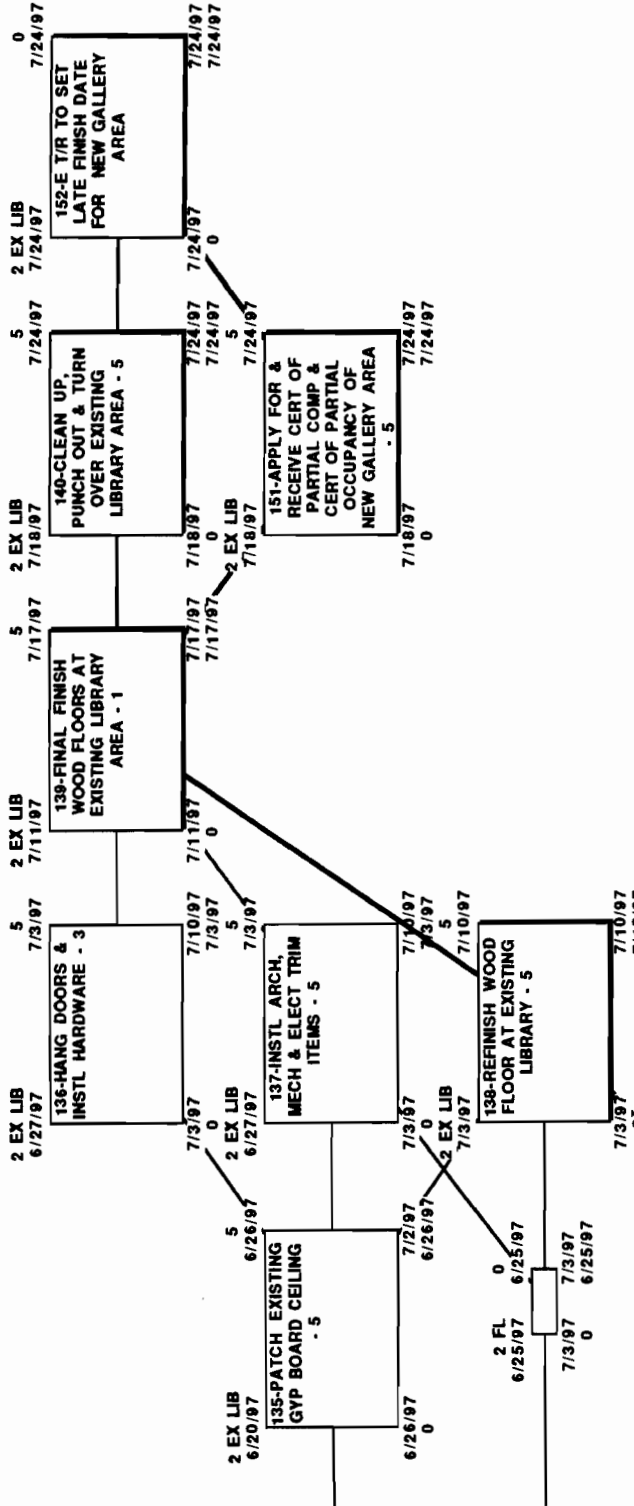 2 EX LIB 5
6/20/97 6/26/97
135-PATCH EXISTING
GYP BOARD CEILING
- 5
6/26/97 7/2/97
0 6/26/97
2 FL 0
6/25/97 6/25/97
7/3/97 7/3/97
0 6/25/97
2 EX LIB 5
6/27/97 7/3/97
136-HANG DOORS &
INSTL HARDWARE - 3
7/3/97 7/10/97
0 7/3/97
2 EX LIB 5
6/27/97 7/3/97
137-INSTL ARCH,
MECH & ELECT TRIM
ITEMS - 5
7/3/97 7/10/97
0 7/3/97
2 EX LIB 5
7/3/97 7/10/97
138-REFINISH WOOD
FLOOR AT EXISTING
LIBRARY - 5
7/3/97 7/10/97
2 EX LIB 5
7/11/97 7/17/97
139-FINAL FINISH
WOOD FLOORS AT
EXISTING LIBRARY
AREA - 1
7/11/97 7/17/97
0 7/17/97
2 EX LIB 5
7/18/97 7/24/97
140-CLEAN UP,
PUNCH OUT & TURN
OVER EXISTING
LIBRARY AREA - 5
7/18/97 7/24/97
0 7/24/97
2 EX LIB 5
7/18/97 7/24/97
151-APPLY FOR &
RECEIVE CERT OF
PARTIAL COMP &
CERT OF PARTIAL
OCCUPANCY OF
NEW GALLERY AREA
- 5
7/18/97 7/24/97
0 7/24/97
2 EX LIB 0
7/24/97 7/24/97
152-E T/R TO SET
LATE FINISH DATE
FOR NEW GALLERY
AREA
7/24/97 7/24/97
0 7/24/97